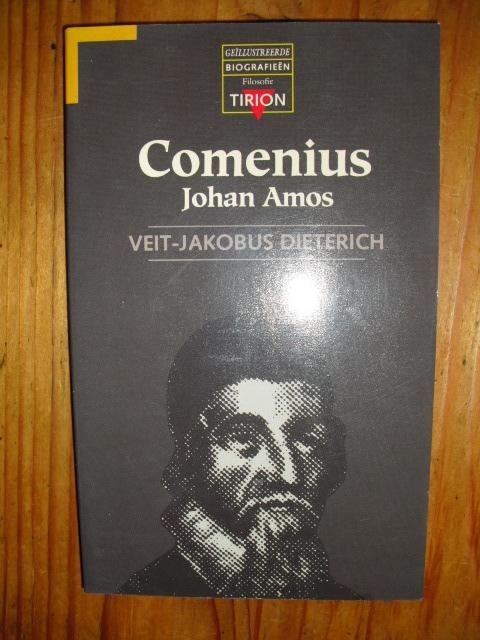 GEÏLLUSTREERDE
BIOGRAFIEËN
Filosofie
TIRION
Comenius
Johan Amos
VEIT-JAKOBUS DIETERICH